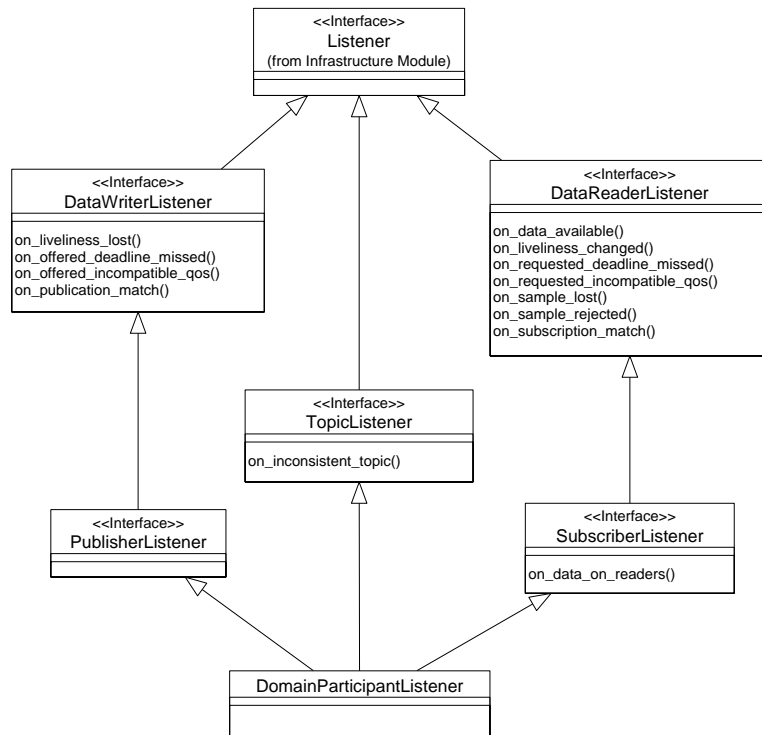 <<Interface>>
Listener
(from Infrastructure Module)
<<Interface>>
DataWriterListener
on_liveliness_lost()
on_offered_deadline_missed()
on_offered_incompatible_qos()
on_publication_match()
<<Interface>>
DataReaderListener
on_data_available()
on_liveliness_changed()
on_requested_deadline_missed()
on_requested_incompatible_qos()
on_sample_lost()
on_sample_rejected()
on_subscription_match()
<<Interface>>
TopicListener
on_inconsistent_topic()
<<Interface>>
PublisherListener
<<Interface>>
SubscriberListener
on_data_on_readers()
DomainParticipantListener